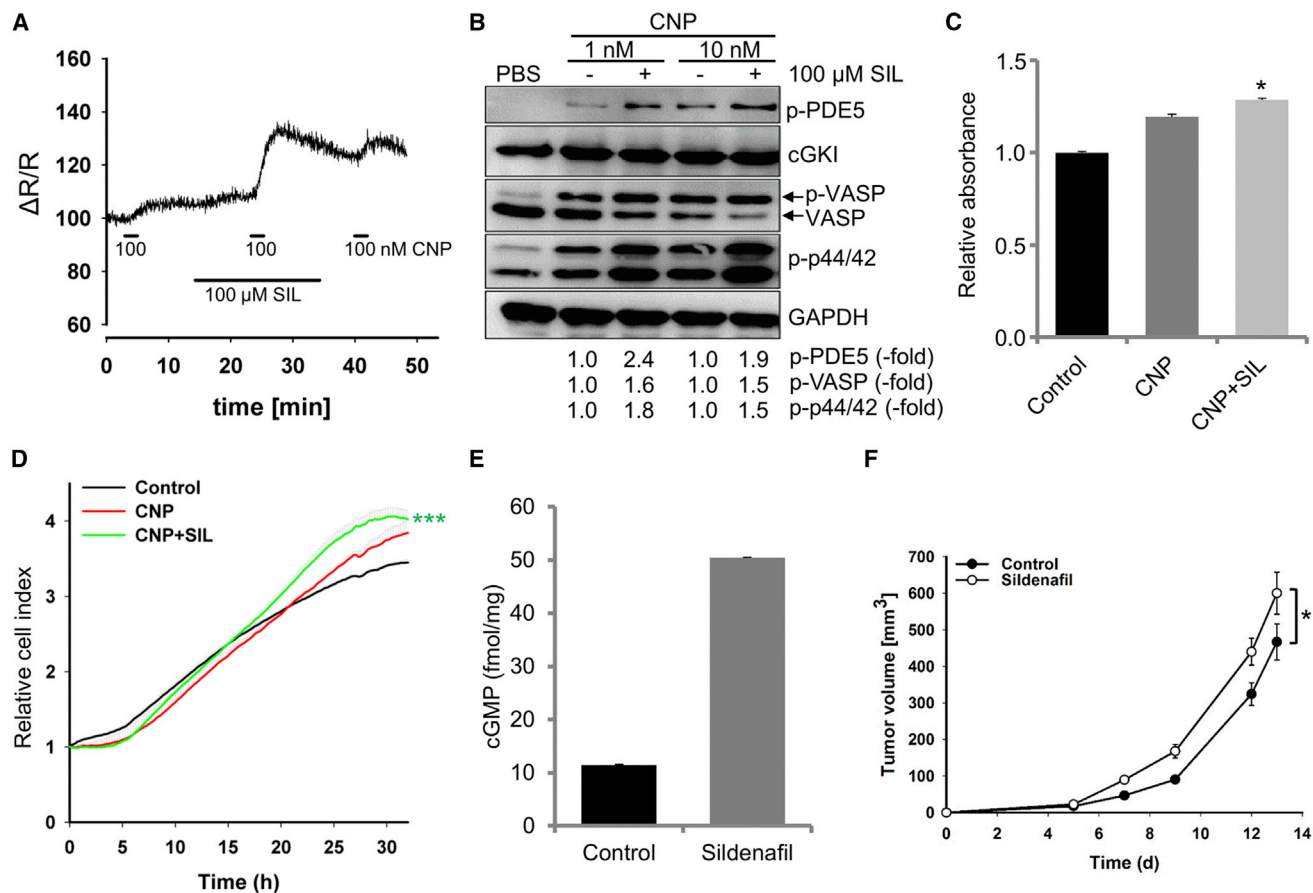 A
160
140
120
100
80
60
ΔR/R
100
100
100 nM CNP
100 µM SIL
0 10 20 30 40 50
time [min]
B
CNP
1 nM 10 nM
PBS - + - + 100 µM SIL
p-PDE5
cGKI
p-VASP
VASP
p-p44/42
GAPDH
1.0 2.4 1.0 1.9 p-PDE5 (-fold)
1.0 1.6 1.0 1.5 p-VASP (-fold)
1.0 1.8 1.0 1.5 p-p44/42 (-fold)
C
1.5
1.0
0.5
0.0
Relative absorbance
*
Control CNP CNP+SIL
D
Control
CNP
CNP+SIL
***
4
3
2
1
0
Relative cell index
0 5 10 15 20 25 30
Time (h)
E
60
50
40
30
20
10
0
cGMP (fmol/mg)
Control Sildenafil
F
Control
Sildenafil
700
600
500
400
300
200
100
0
Tumor volume [mm³]
*
0 2 4 6 8 10 12 14
Time (d)